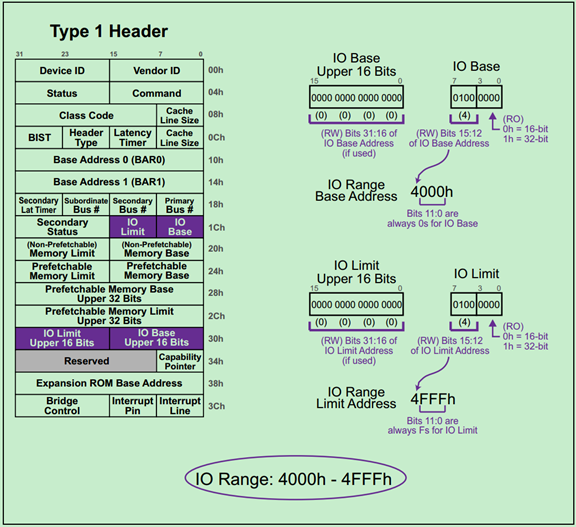 Type 1 Header
31 23 15 7 0
Device ID Vendor ID 00h
Status Command 04h
Class Code Cache Line Size 08h
BIST Header Type Latency Timer Cache Line Size 0Ch
Base Address 0 (BAR0) 10h
Base Address 1 (BAR1) 14h
Secondary Lat Timer Subordinate Bus # Secondary Bus # Primary Bus # 18h
Secondary Status IO Limit IO Base 1Ch
(Non-Prefetchable) Memory Limit (Non-Prefetchable) Memory Base 20h
Prefetchable Memory Limit Prefetchable Memory Base 24h
Prefetchable Memory Base Upper 32 Bits 28h
Prefetchable Memory Limit Upper 32 Bits 2Ch
IO Limit Upper 16 Bits IO Base Upper 16 Bits 30h
Reserved Capability Pointer 34h
Expansion ROM Base Address 38h
Bridge Control Interrupt Pin Interrupt Line 3Ch
IO Base
Upper 16 Bits
15 0
0000 0000 0000 0000
(0) (0) (0) (0)
(RW) Bits 31:16 of
IO Base Address
(if used)
IO Base
7 3 0
0100 0000
(4)
(RW) Bits 15:12
of IO Base Address
(RO)
0h = 16-bit
1h = 32-bit
IO Range
Base Address
4000h
Bits 11:0 are
always 0s for IO Base
IO Limit
Upper 16 Bits
15 0
0000 0000 0000 0000
(0) (0) (0) (0)
(RW) Bits 31:16 of
IO Limit Address
(if used)
IO Limit
7 3 0
0100 0000
(4)
(RW) Bits 15:12
of IO Limit Address
(RO)
0h = 16-bit
1h = 32-bit
IO Range
Limit Address
4FFFh
Bits 11:0 are
always Fs for IO Limit
IO Range: 4000h - 4FFFh